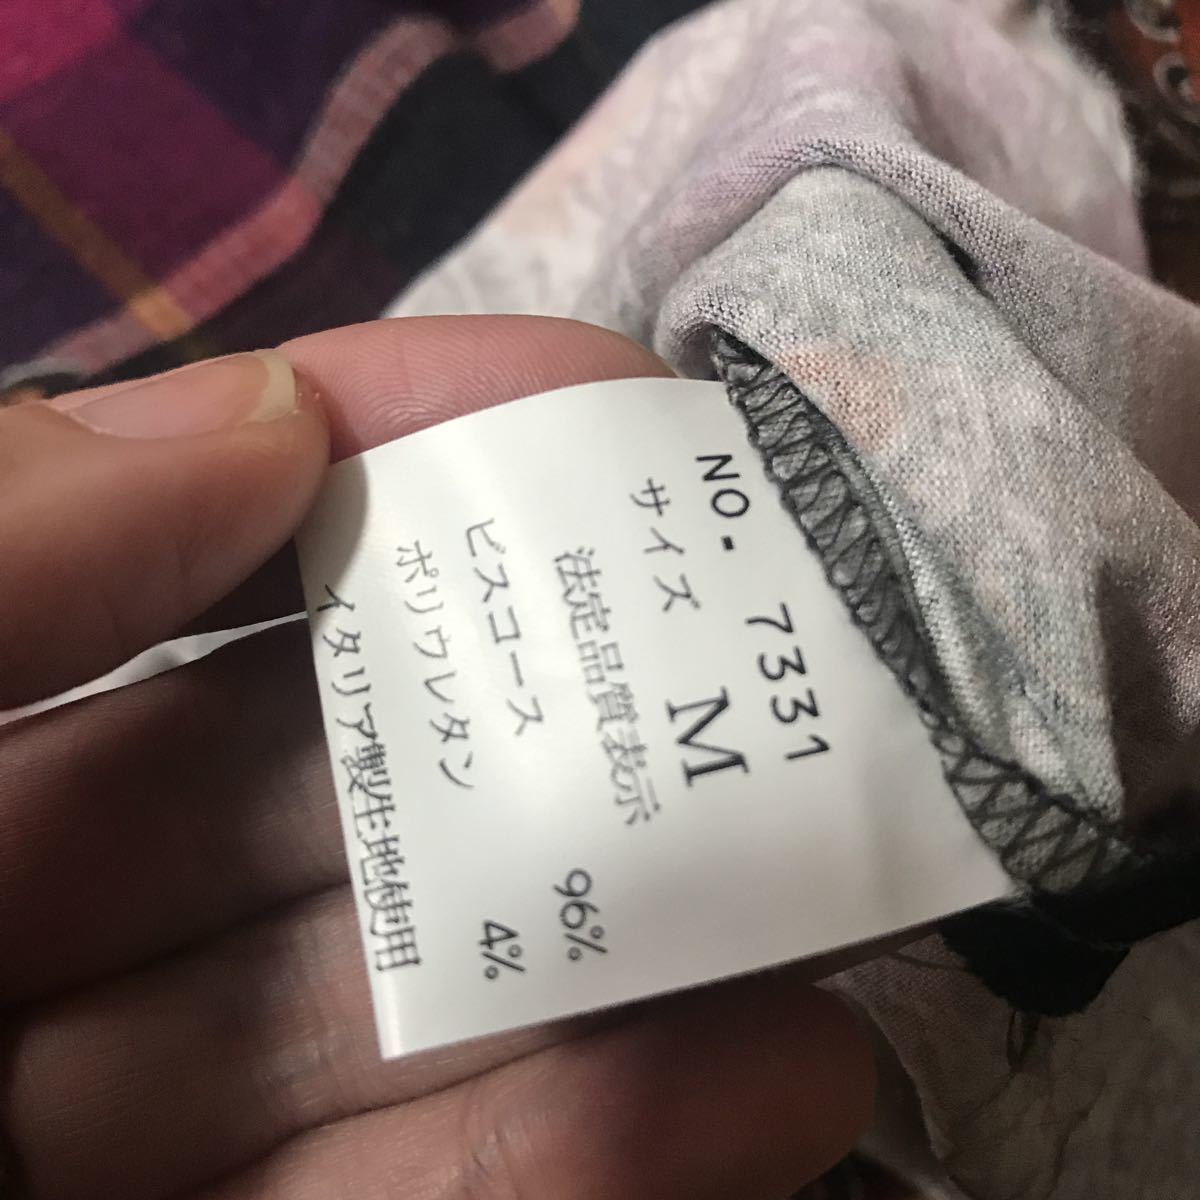 NO. 7331
サイズ M
法定品質表示
ビスコース 96%
ポリウレタン 4%
イタリア製生地使用